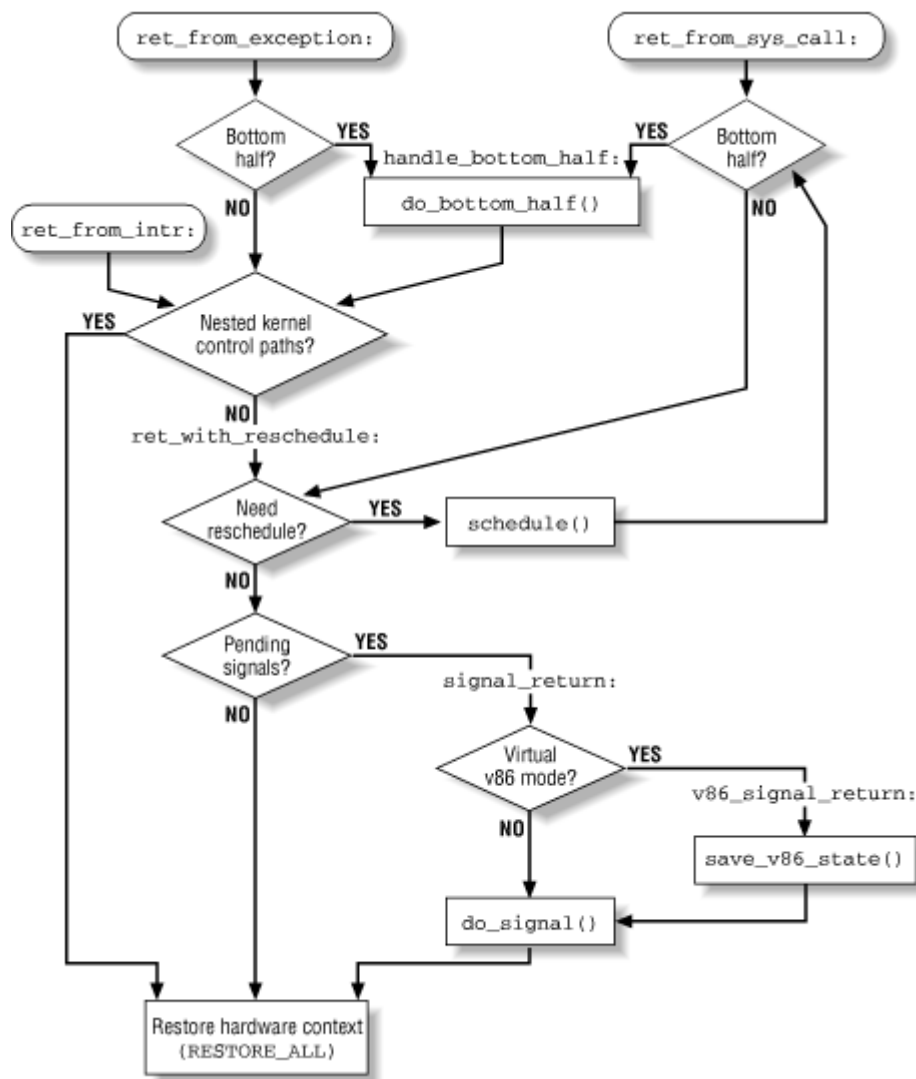 ret_from_exception:
ret_from_sys_call:
Bottom
half?
YES
handle_bottom_half:
YES
Bottom
half?
do_bottom_half()
NO
NO
ret_from_intr:
YES
Nested kernel
control paths?
NO
ret_with_reschedule:
Need
reschedule?
YES
schedule()
NO
Pending
signals?
YES
signal_return:
NO
Virtual
v86 mode?
YES
v86_signal_return:
NO
save_v86_state()
do_signal()
Restore hardware context
(RESTORE_ALL)